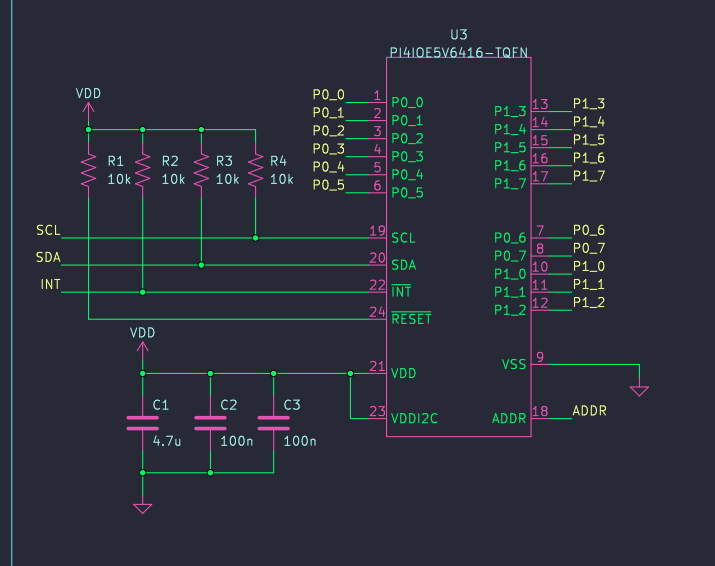 U3
PI4IOE5V6416-TQFN
VDD
R1
10k
R2
10k
R3
10k
R4
10k
SCL
SDA
INT
P0_0
P0_1
P0_2
P0_3
P0_4
P0_5
1 P0_0
2 P0_1
3 P0_2
4 P0_3
5 P0_4
6 P0_5
19 SCL
20 SDA
22 INT
24 RESET
21 VDD
23 VDDI2C
P1_3 13 P1_3
P1_4 14 P1_4
P1_5 15 P1_5
P1_6 16 P1_6
P1_7 17 P1_7
P0_6 7 P0_6
P0_7 8 P0_7
P1_0 10 P1_0
P1_1 11 P1_1
P1_2 12 P1_2
VSS 9
ADDR 18 ADDR
VDD
C1
4.7u
C2
100n
C3
100n